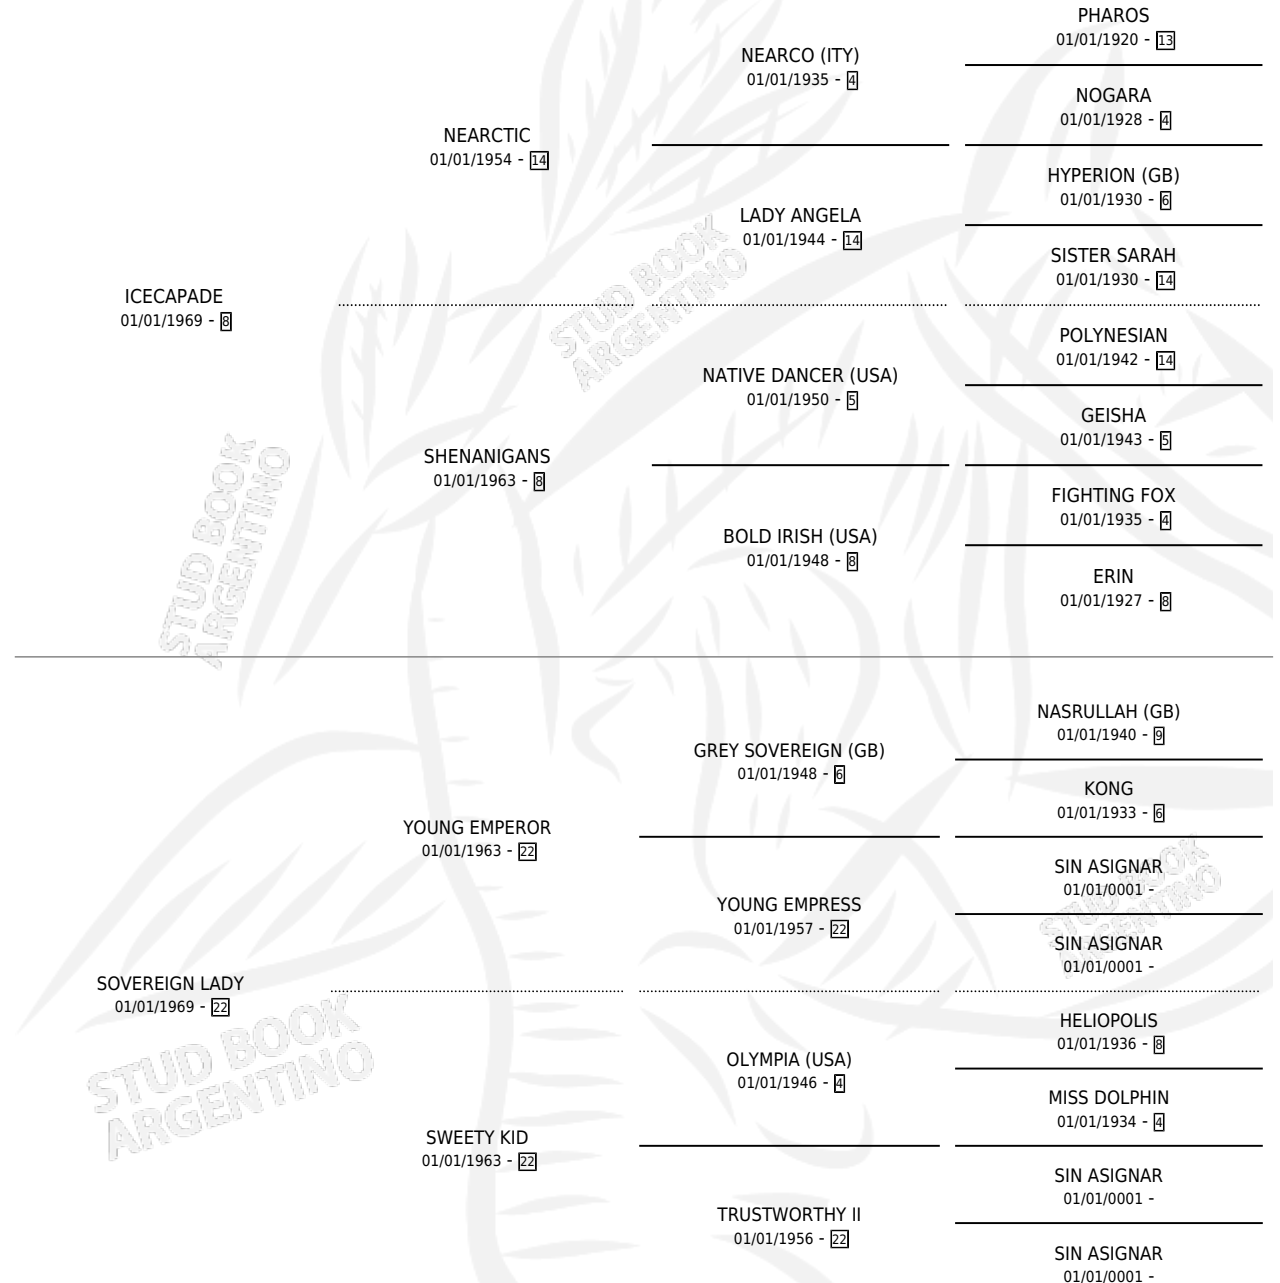 PHAROS
01/01/1920 - 13
NEARCO (ITY)
01/01/1935 - 4
NOGARA
01/01/1928 - 4
NEARCTIC
01/01/1954 - 14
HYPERION (GB)
01/01/1930 - 6
LADY ANGELA
01/01/1944 - 14
SISTER SARAH
01/01/1930 - 14
ICECAPADE
01/01/1969 - 8
POLYNESIAN
01/01/1942 - 14
NATIVE DANCER (USA)
01/01/1950 - 5
GEISHA
01/01/1943 - 5
SHENANIGANS
01/01/1963 - 8
FIGHTING FOX
01/01/1935 - 4
BOLD IRISH (USA)
01/01/1948 - 8
ERIN
01/01/1927 - 8
NASRULLAH (GB)
01/01/1940 - 9
GREY SOVEREIGN (GB)
01/01/1948 - 6
KONG
01/01/1933 - 6
YOUNG EMPEROR
01/01/1963 - 22
SIN ASIGNAR
01/01/0001 -
YOUNG EMPRESS
01/01/1957 - 22
SIN ASIGNAR
01/01/0001 -
SOVEREIGN LADY
01/01/1969 - 22
HELIOPOLIS
01/01/1936 - 8
OLYMPIA (USA)
01/01/1946 - 4
MISS DOLPHIN
01/01/1934 - 4
SWEETY KID
01/01/1963 - 22
SIN ASIGNAR
01/01/0001 -
TRUSTWORTHY II
01/01/1956 - 22
SIN ASIGNAR
01/01/0001 -
STUD BOOK
ARGENTINO
STUD BOOK
ARGENTINO
STUD BOOK
ARGENTINO
STUD BOOK
ARGENTINO